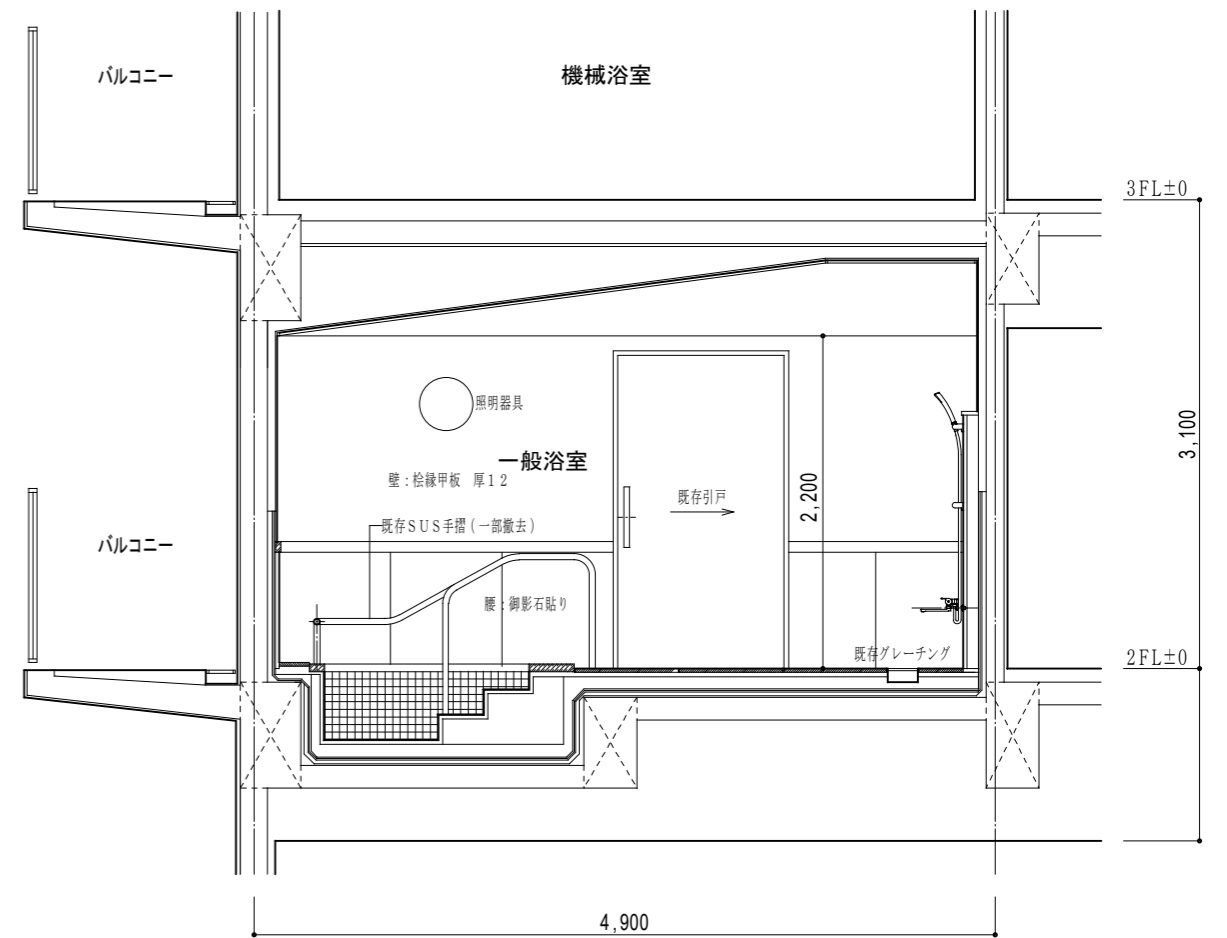 バルコニー
機械浴室
3FL±0
照明器具
一般浴室
壁：桧縁甲板　厚１２
既存引戸
2,200
3,100
既存ＳＵＳ手摺（一部撤去）
バルコニー
腰：御影石貼り
既存グレーチング
2FL±0
4,900